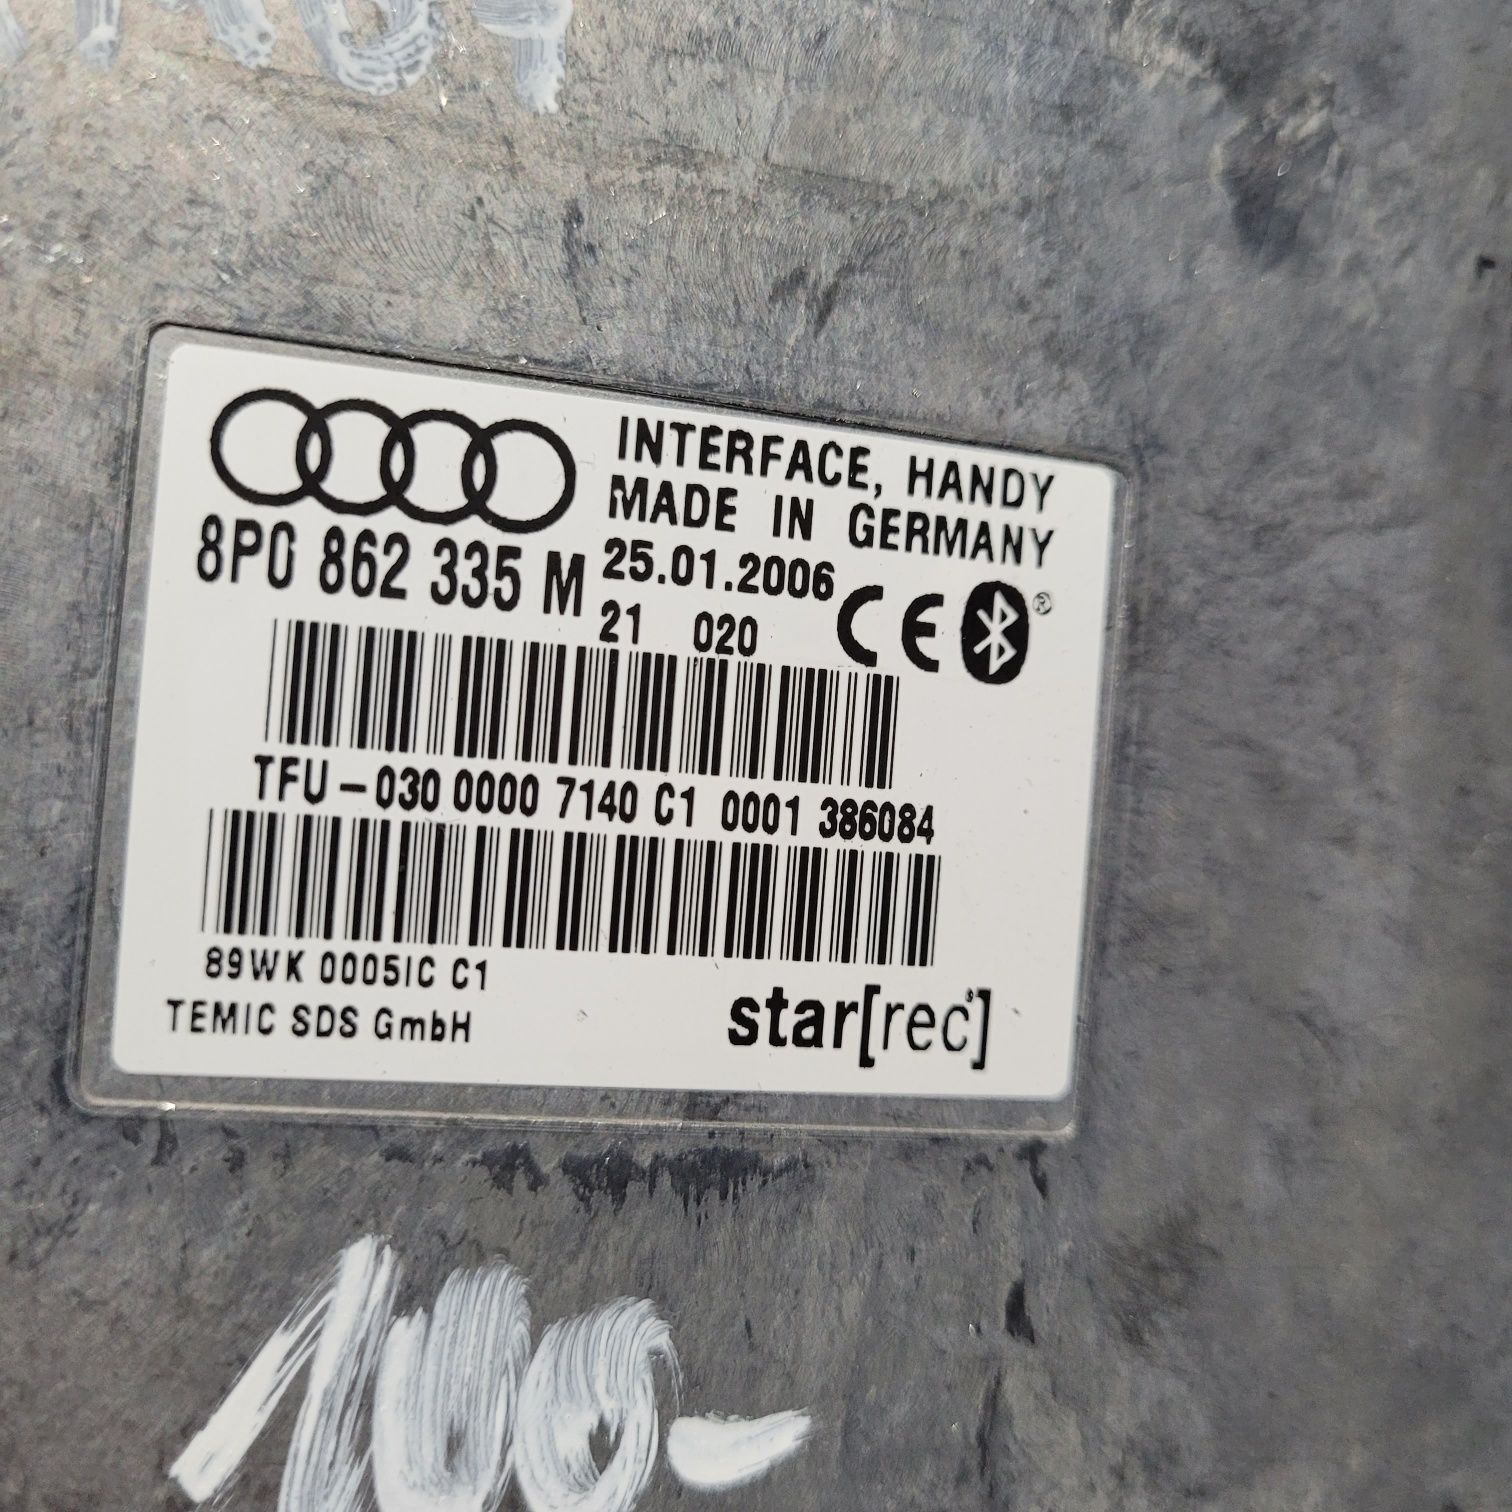 INTERFACE, HANDY
MADE IN GERMANY
8P0 862 335 M
25.01.2006
21 020
CE
®
TFU-030 0000 7140 C1 0001 386084
89WK 0005IC C1
TEMIC SDS GmbH
star[rec's]
100-